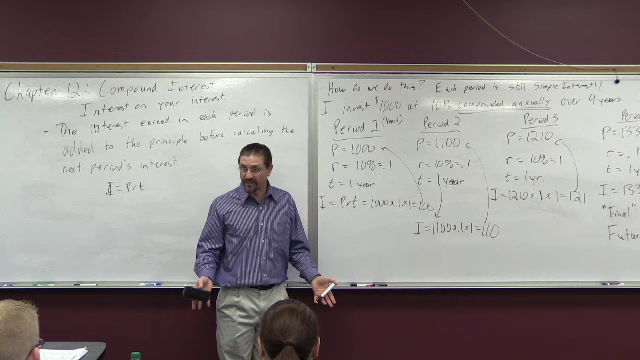 Chapter 12: Compound Interest
Interest on your interest.
- The interest earned in each period is
added to the principle before calculating the
next period's interest.
I = Prt
How do we do this? Each period is still Simple Interest!!
I invest $1000 at 10% compounded annually over 4 years
Period 1
P = 1000
r = 10% = .1
t = 1 year
I = Prt = 1000 x .1 x 1 = 100
Period 2
P = 1100
r = 10% = .1
t = 1 year
I = 1100 x .1 x 1 = 110
Period 3
P = 1210
r = 10% = .1
t = 1 yr.
I = 1210 x .1 x 1 = 121
P = 133
r = 10
t = 1
I = 133
"Final"
Futu